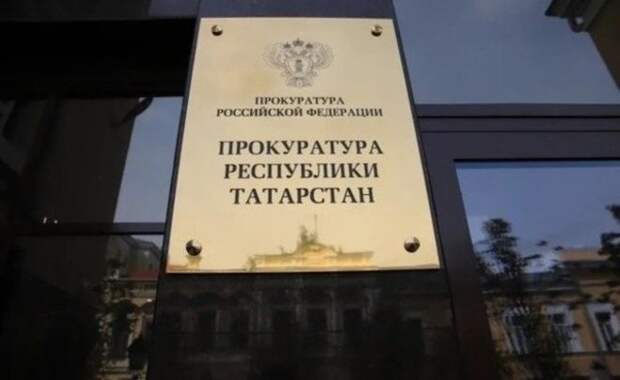 ПРОКУРАТУРА
РОССИЙСКОЙ ФЕДЕРАЦИИ
ПРОКУРАТУРА
РЕСПУБЛИКИ
ТАТАРСТАН